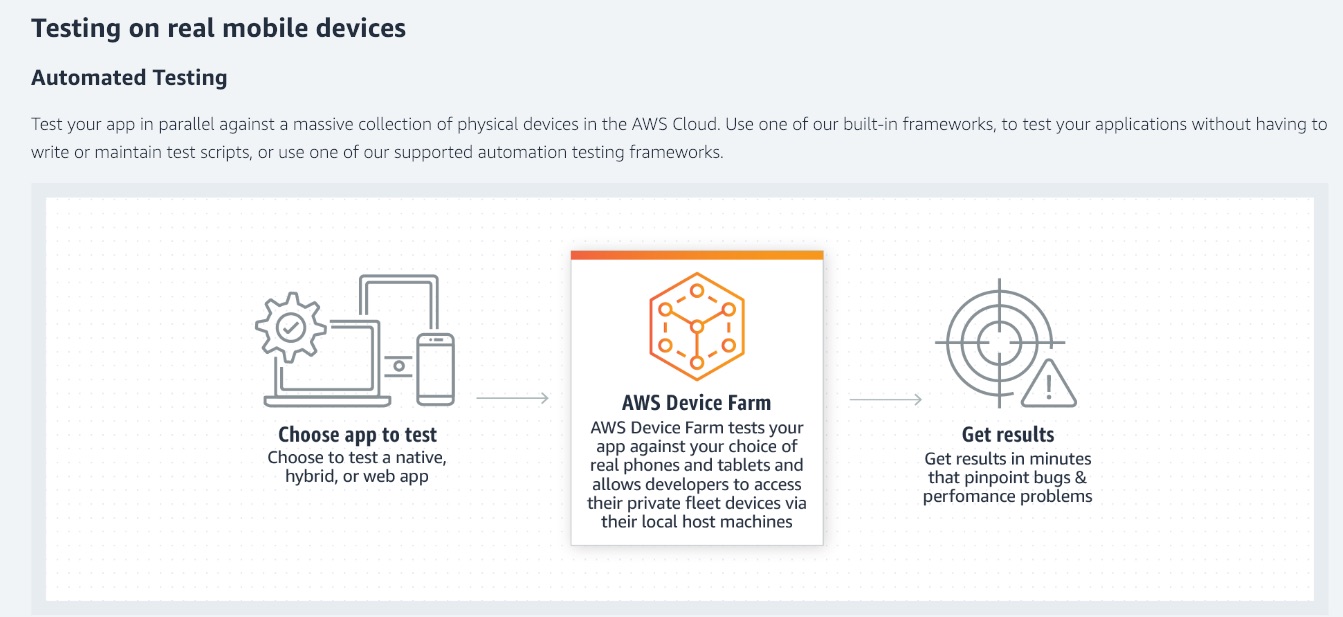 Testing on real mobile devices
Automated Testing
Test your app in parallel against a massive collection of physical devices in the AWS Cloud. Use one of our built-in frameworks, to test your applications without having to
write or maintain test scripts, or use one of our supported automation testing frameworks.
Choose app to test
Choose to test a native,
hybrid, or web app
AWS Device Farm
AWS Device Farm tests your
app against your choice of
real phones and tablets and
allows developers to access
their private fleet devices via
their local host machines
Get results
Get results in minutes
that pinpoint bugs &
perfomance problems